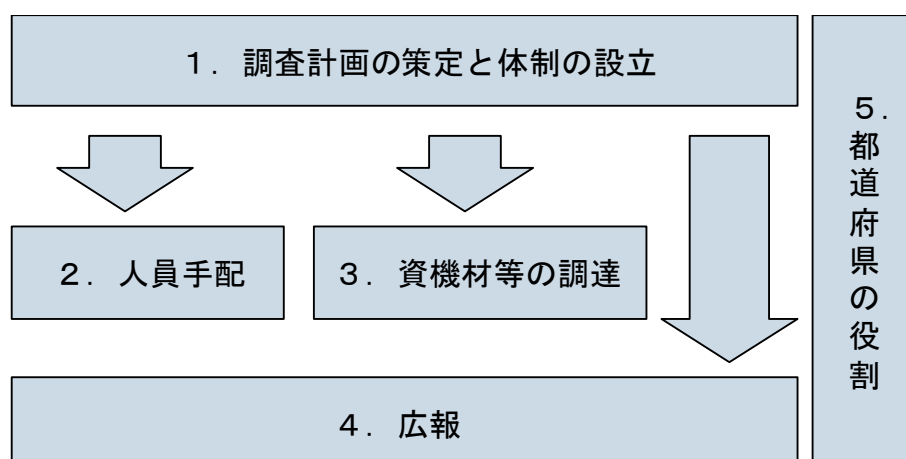 １．調査計画の策定と体制の設立
２．人員手配
３．資機材等の調達
４．広報
５．都道府県の役割